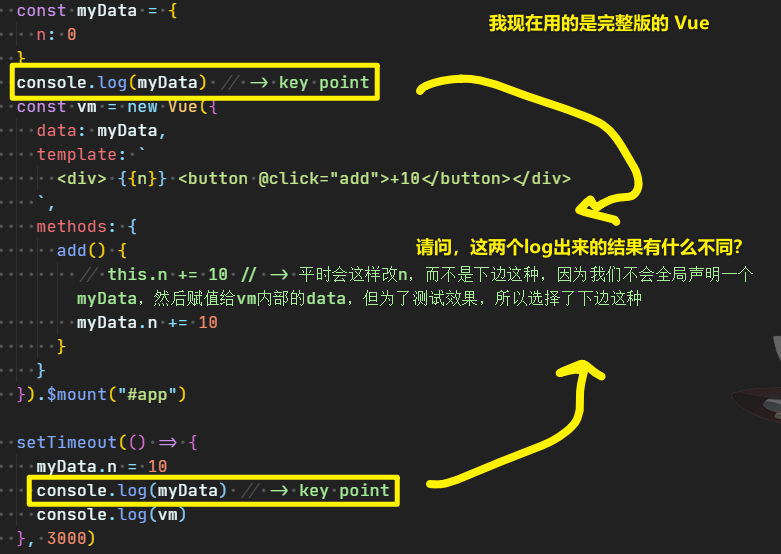 const myData = {
n: 0
}
console.log(myData) // -> key point
const vm = new Vue({
data: myData,
template: `
<div> {{n}} <button @click="add">+10</button></div>
`,
methods: {
add() {
// this.n += 10 // -> 平时会这样改n，而不是下边这种，因为我们不会全局声明一个
myData，然后赋值给vm内部的data，但为了测试效果，所以选择了下边这种
myData.n += 10
}
}
}).$mount("#app")
setTimeout(() => {
myData.n = 10
console.log(myData) // -> key point
console.log(vm)
}, 3000)
我现在用的是完整版的 Vue
请问，这两个log出来的结果有什么不同？